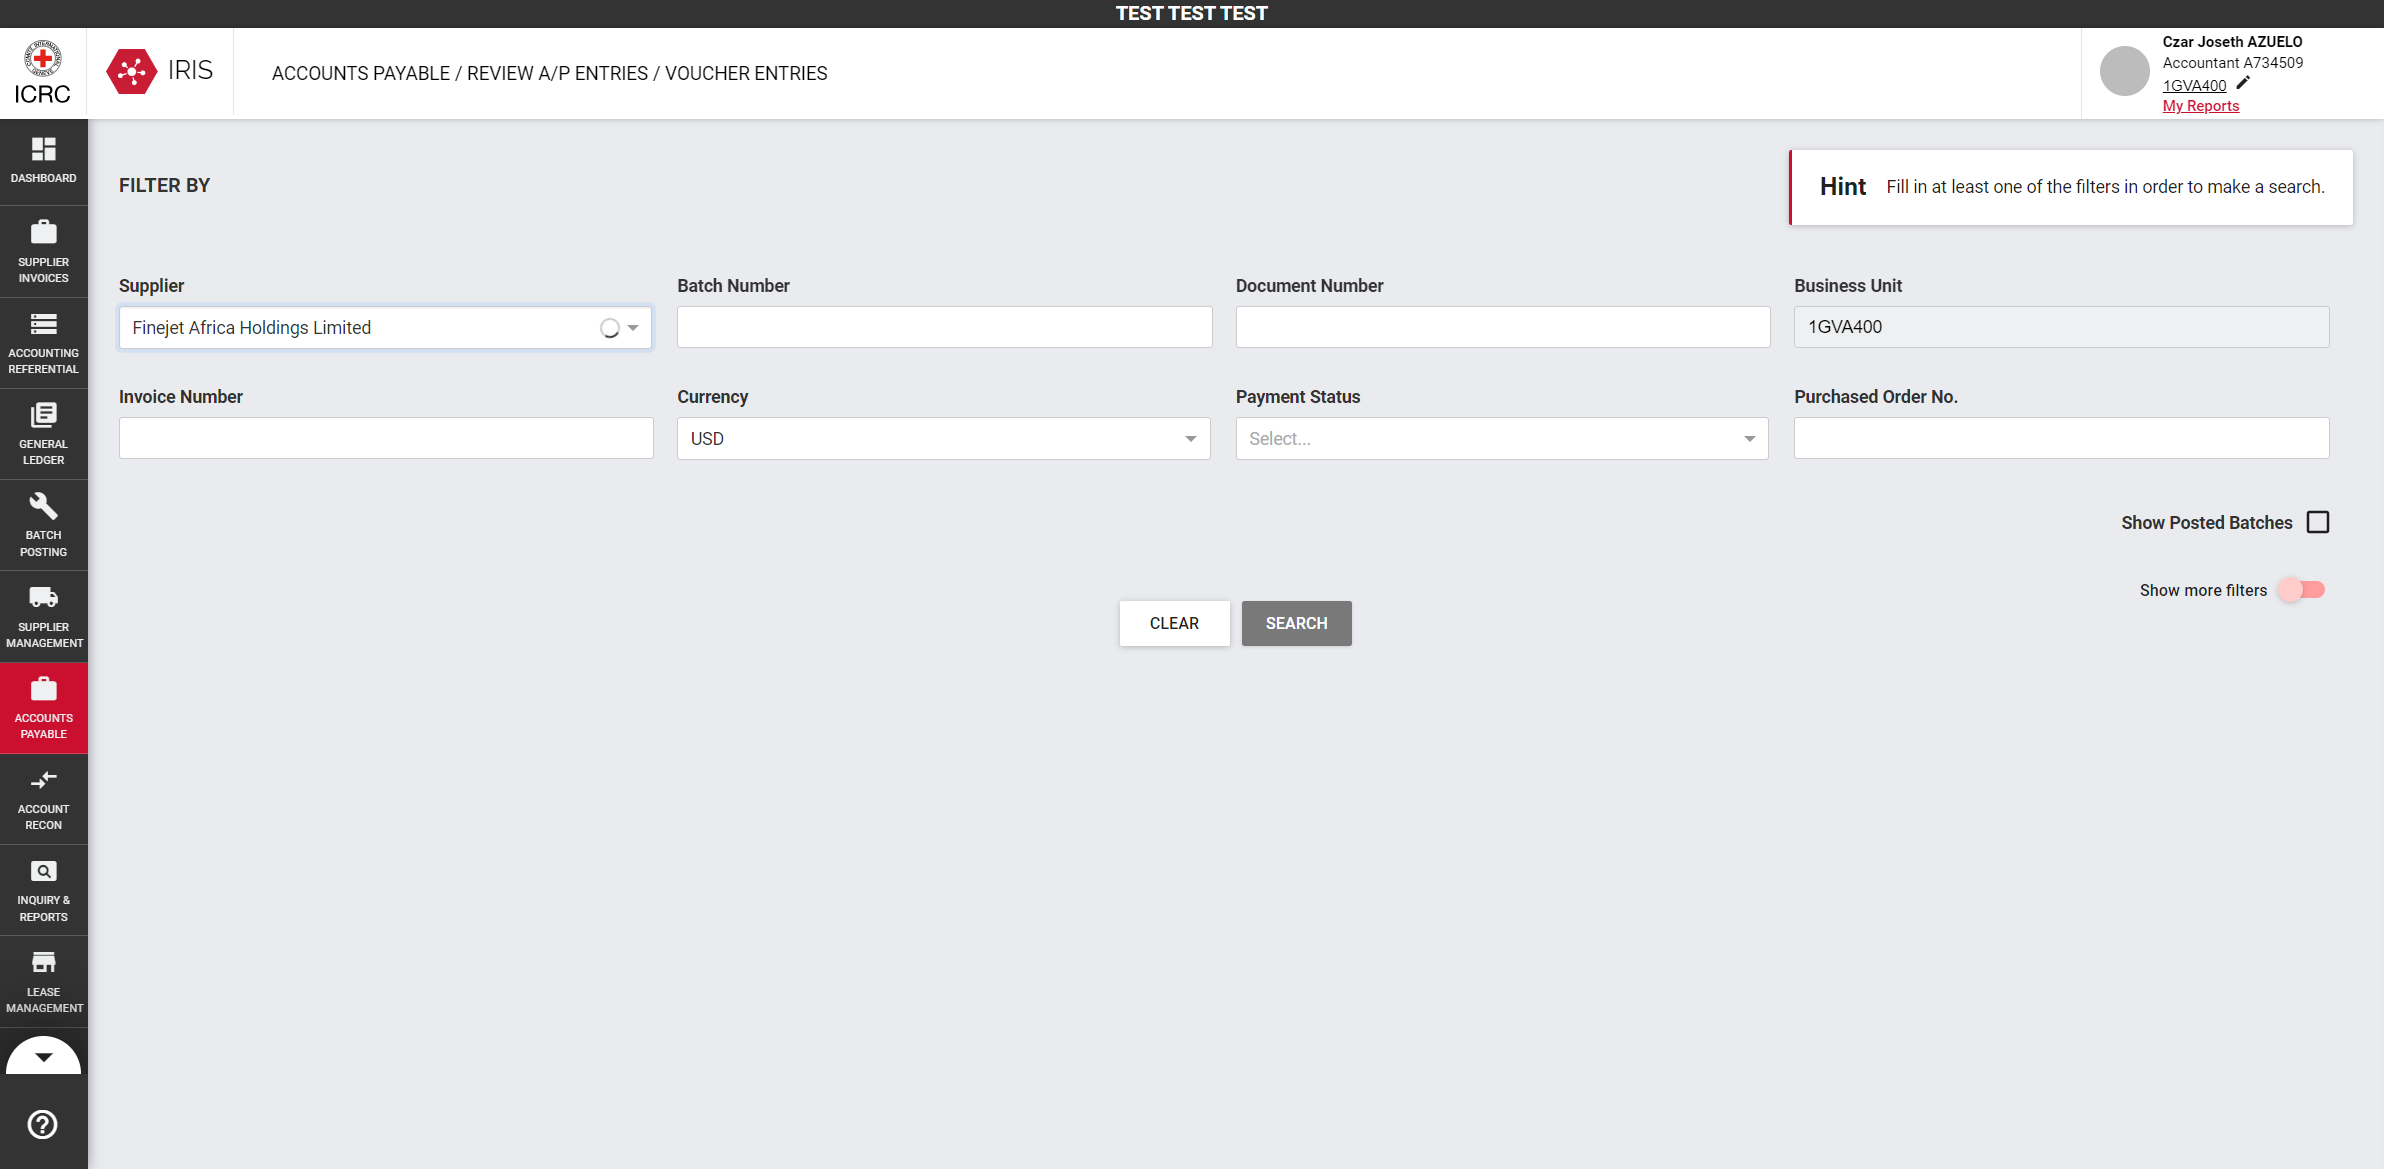 TEST TEST TEST
ICRC
IRIS
ACCOUNTS PAYABLE / REVIEW A/P ENTRIES / VOUCHER ENTRIES
Czar Joseth AZUELO
Accountant A734509
1GVA400
My Reports
DASHBOARD
SUPPLIER
INVOICES
ACCOUNTING
REFERENTIAL
GENERAL
LEDGER
BATCH
POSTING
SUPPLIER
MANAGEMENT
ACCOUNTS
PAYABLE
ACCOUNT
RECON
INQUIRY &
REPORTS
LEASE
MANAGEMENT
FILTER BY
Hint Fill in at least one of the filters in order to make a search.
Supplier
Finejet Africa Holdings Limited
Batch Number
Document Number
Business Unit
1GVA400
Invoice Number
Currency
USD
Payment Status
Select...
Purchased Order No.
Show Posted Batches
Show more filters
CLEAR
SEARCH